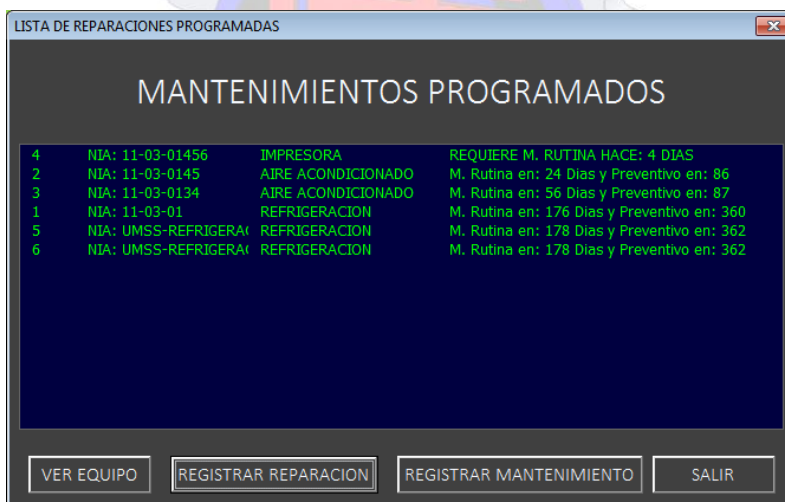 LISTA DE REPARACIONES PROGRAMADAS
MANTENIMIENTOS PROGRAMADOS
4 NIA: 11-03-01456 IMPRESORA REQUIERE M. RUTINA HACE: 4 DIAS
2 NIA: 11-03-0145 AIRE ACONDICIONADO M. Rutina en: 24 Dias y Preventivo en: 86
3 NIA: 11-03-0134 AIRE ACONDICIONADO M. Rutina en: 56 Dias y Preventivo en: 87
1 NIA: 11-03-01 REFRIGERACION M. Rutina en: 176 Dias y Preventivo en: 360
5 NIA: UMSS-REFRIGERA REFRIGERACION M. Rutina en: 178 Dias y Preventivo en: 362
6 NIA: UMSS-REFRIGERA REFRIGERACION M. Rutina en: 178 Dias y Preventivo en: 362
VER EQUIPO REGISTRAR REPARACION REGISTRAR MANTENIMIENTO SALIR